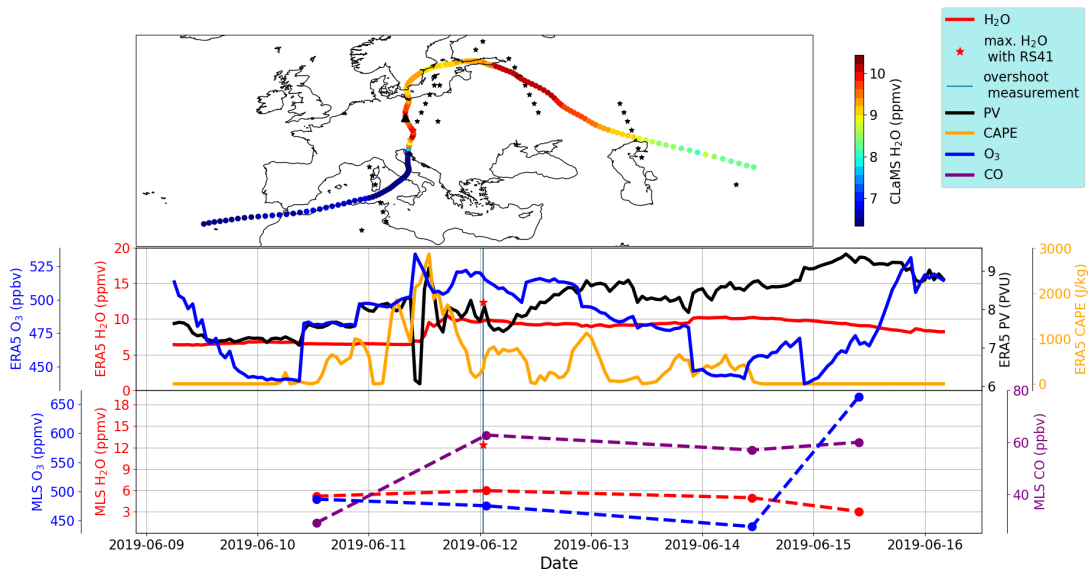 H₂O
max. H₂O
with RS41
overshoot
measurement
PV
CAPE
O₃
CO
10
9
8
7
CLaMS H₂O (ppmv)
525
500
475
450
ERA5 O₃ (ppbv)
20
15
10
5
0
ERA5 H₂O (ppmv)
9
8
7
6
ERA5 PV (PVU)
3000
2000
1000
0
ERA5 CAPE (J/kg)
650
600
550
500
450
MLS O₃ (ppmv)
18
15
12
9
6
3
MLS H₂O (ppmv)
80
60
40
MLS CO (ppbv)
2019-06-09 2019-06-10 2019-06-11 2019-06-12 2019-06-13 2019-06-14 2019-06-15 2019-06-16
Date